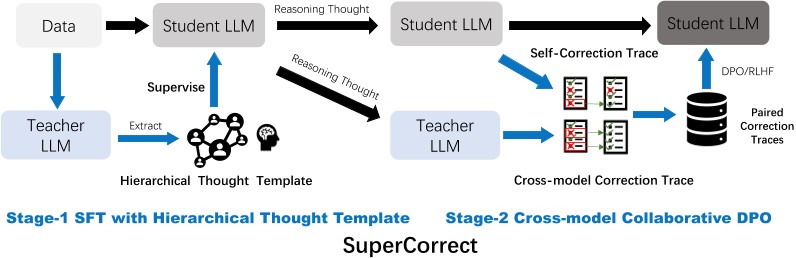 Data
Student LLM
Reasoning Thought
Student LLM
Student LLM
Reasoning Thought
Self-Correction Trace
DPO/RLHF
Supervise
Teacher
LLM
Extract
Teacher
LLM
Paired
Correction
Traces
Hierarchical Thought Template
Cross-model Correction Trace
Stage-1 SFT with Hierarchical Thought Template
Stage-2 Cross-model Collaborative DPO
SuperCorrect